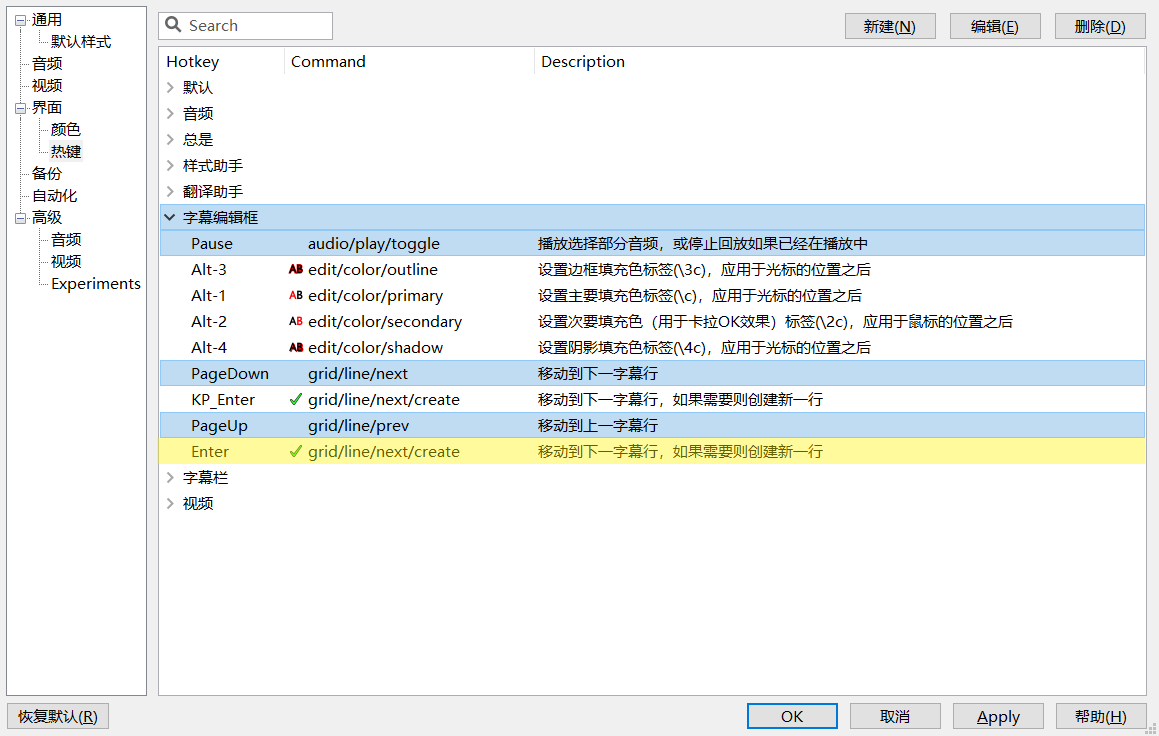 通用
默认样式
音频
视频
界面
颜色
热键
备份
自动化
高级
音频
视频
Experiments
Search
新建(N)
编辑(E)
删除(D)
Hotkey Command Description
默认
音频
总是
样式助手
翻译助手
字幕编辑框
Pause audio/play/toggle 播放选择部分音频，或停止回放如果已经在播放中
Alt-3 AB edit/color/outline 设置边框填充色标签(\3c)，应用于光标的位置之后
Alt-1 AB edit/color/primary 设置主要填充色标签(\c)，应用于光标的位置之后
Alt-2 AB edit/color/secondary 设置次要填充色（用于卡拉OK效果）标签(\2c)，应用于鼠标的位置之后
Alt-4 AB edit/color/shadow 设置阴影填充色标签(\4c)，应用于光标的位置之后
PageDown grid/line/next 移动到下一字幕行
KP_Enter grid/line/next/create 移动到下一字幕行，如果需要则创建新一行
PageUp grid/line/prev 移动到上一字幕行
Enter grid/line/next/create 移动到下一字幕行，如果需要则创建新一行
字幕栏
视频
恢复默认(R)
OK
取消
Apply
帮助(H)